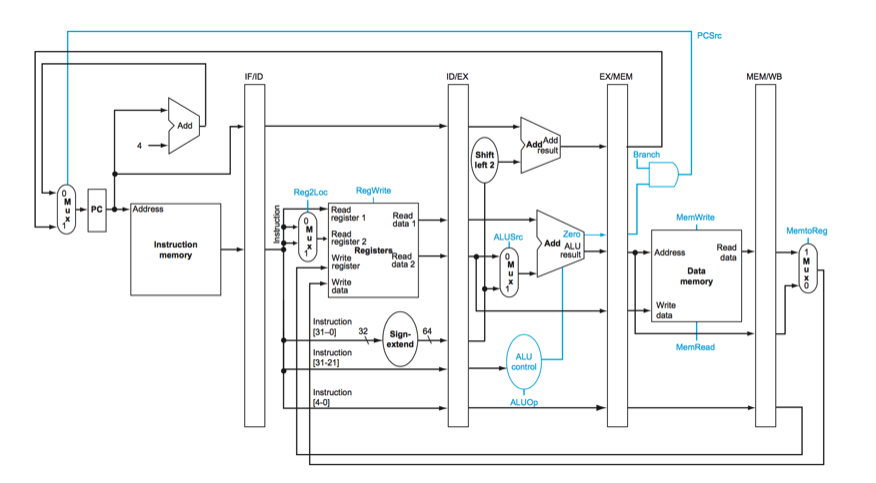 PCSrc
IF/ID
ID/EX
EX/MEM
MEM/WB
Add
4
Add Add
result
Shift
left 2
Branch
0
M
u
x
1
PC
Address
Instruction
memory
Instruction
Reg2Loc
RegWrite
0
M
u
x
1
Read
register 1
Read
data 1
Read
register 2
Registers
Read
data 2
Write
register
Write
data
ALUSrc
0
M
u
x
1
Zero
Add ALU
result
MemWrite
Address
Read
data
Data
memory
Write
data
MemRead
MemtoReg
1
M
u
x
0
Instruction
[31–0]
32
Sign-
extend
64
Instruction
[31-21]
ALU
control
Instruction
[4-0]
ALUOp